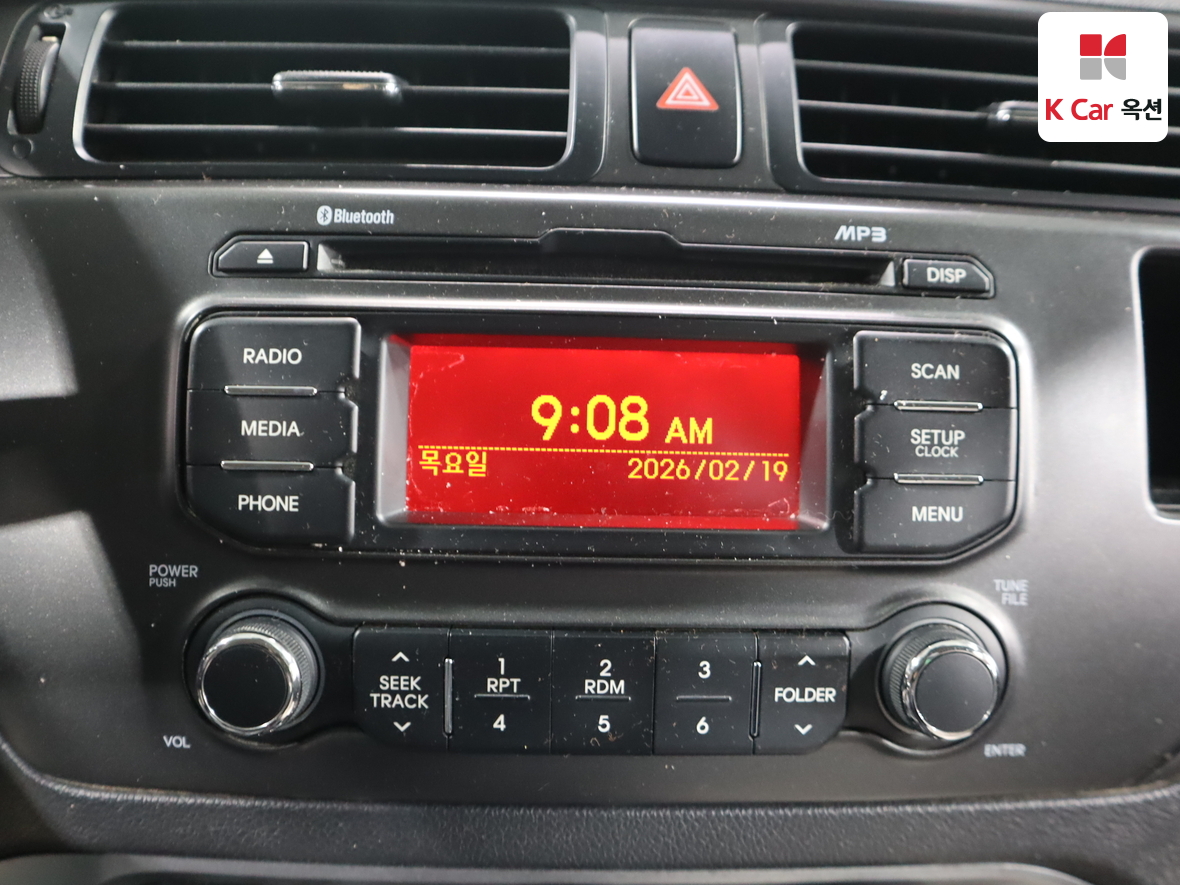 K Car 옥션
Bluetooth
MP3
DISP
RADIO
MEDIA
PHONE
9:08 AM
목요일 2026/02/19
SCAN
SETUP
CLOCK
MENU
POWER
PUSH
VOL
SEEK
TRACK
1
RPT
4
2
RDM
5
3
6
FOLDER
TUNE
FILE
ENTER